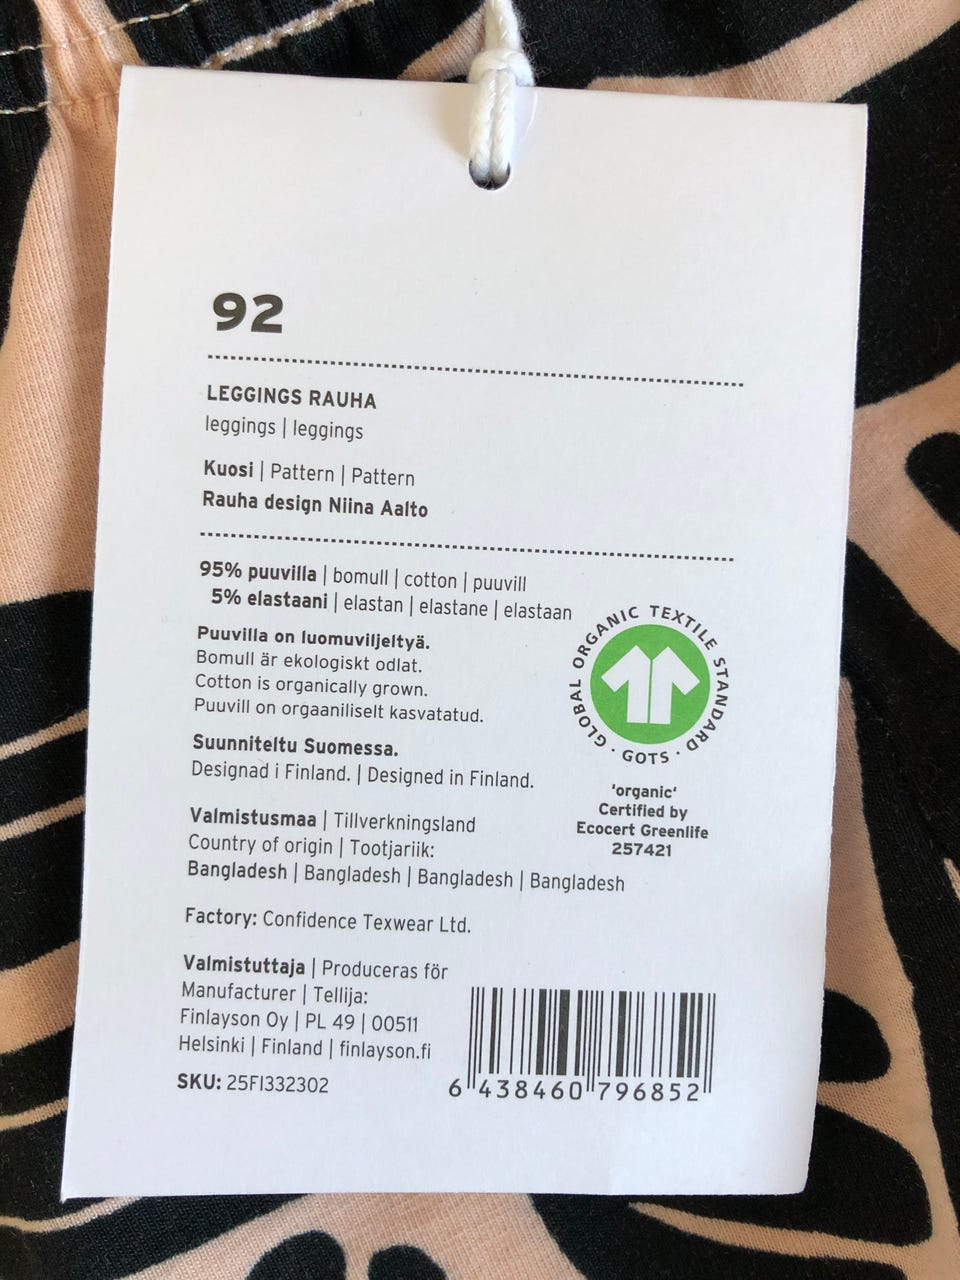 92
LEGGINGS RAUHA
leggings | leggings
Kuosi | Pattern | Pattern
Rauha design Niina Aalto
95% puuvilla | bomull | cotton | puuvill
5% elastaani | elastan | elastane | elastaan
Puuvilla on luomuviljeltyä.
Bomull är ekologiskt odlat.
Cotton is organically grown.
Puuvill on orgaaniliselt kasvatatud.
GLOBAL ORGANIC TEXTILE STANDARD · GOTS ·
'organic'
Certified by
Ecocert Greenlife
257421
Suunniteltu Suomessa.
Designad i Finland. | Designed in Finland.
Valmistusmaa | Tillverkningsland
Country of origin | Tootjariik:
Bangladesh | Bangladesh | Bangladesh | Bangladesh
Factory: Confidence Texwear Ltd.
Valmistuttaja | Produceras för
Manufacturer | Tellija:
Finlayson Oy | PL 49 | 00511
Helsinki | Finland | finlayson.fi
SKU: 25FI332302
6 438460 796852